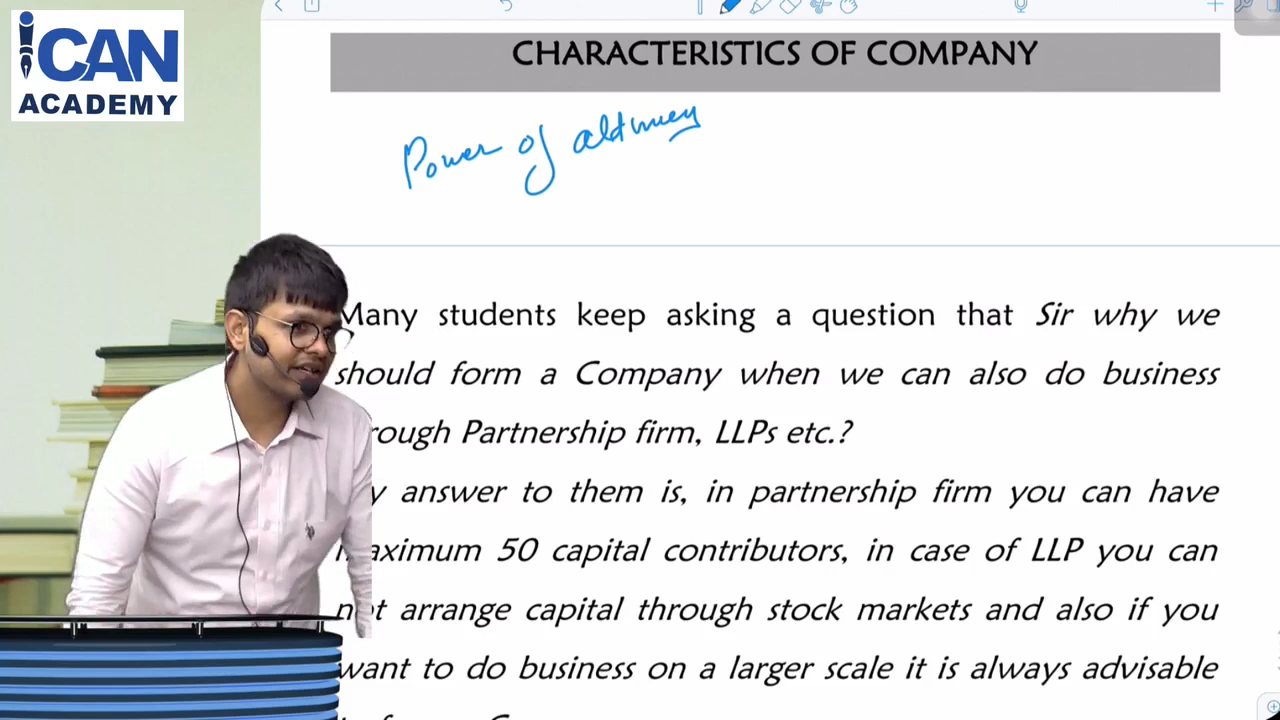 iCAN
ACADEMY
CHARACTERISTICS OF COMPANY
Power of
Many students keep asking a question that Sir why we
should form a Company when we can also do business
rough Partnership firm, LLPs etc.?
y answer to them is, in partnership firm you can have
maximum 50 capital contributors, in case of LLP you can
not arrange capital through stock markets and also if you
want to do business on a larger scale it is always advisable